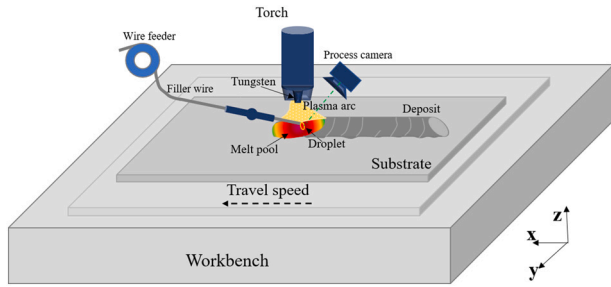 Torch
Wire feeder
Process camera
Tungsten
Filler wire
Plasma arc
Deposit
Melt pool
Droplet
Substrate
Travel speed
Workbench
z
x
y